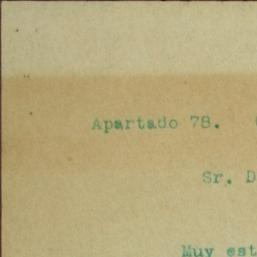 Apartado 78.
Sr. D
Muy est